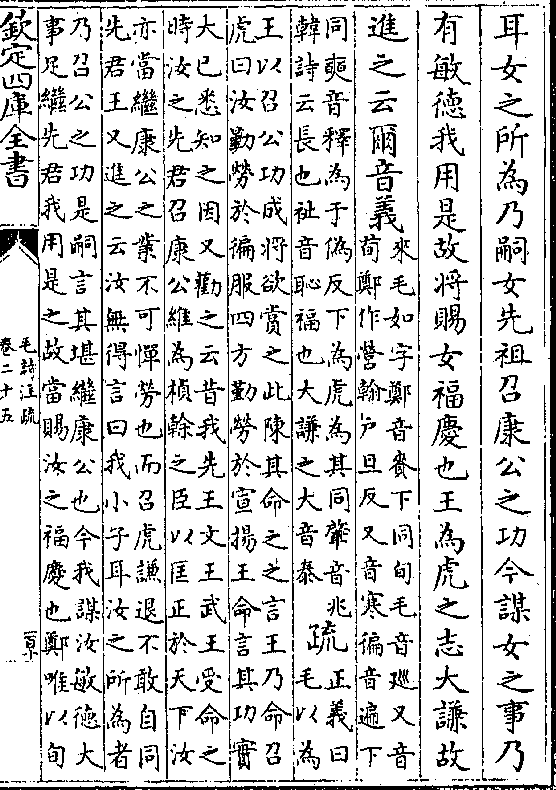 耳女之所為乃嗣女先祖召康公之功今謀女之事乃
有敏德我用是故將賜女福慶也王為虎之志大謙故
進之云爾音義
來毛如字鄭音賚下同旬毛音巡又音
荀鄭作營翰戸旦反又音寒徧音遍下
同奭音釋為于偽反下為虎為其同肇音兆
韓詩云長也祉音恥福也大謙之大音泰
疏
正義曰
毛以為
王以召公功成將欲賞之此陳其命之之言王乃命召
虎曰汝勤勞於徧服四方勤勞於宣揚王命言其功實
大已悉知之因又勸之云昔我先王文王武王受命之
時汝之先君召康公維為楨幹之臣以匡正於天下汝
亦當繼康公之業不可憚勞也而召虎謙退不敢自同
先君王又進之云汝無得言曰我小子耳汝之所為者
乃召公之功是嗣言其堪繼康公也今我謀汝敏德大
事足繼先君我用是之故當賜汝之福慶也鄭唯以旬
欽定四庫全書
毛詩注疏
卷二十五